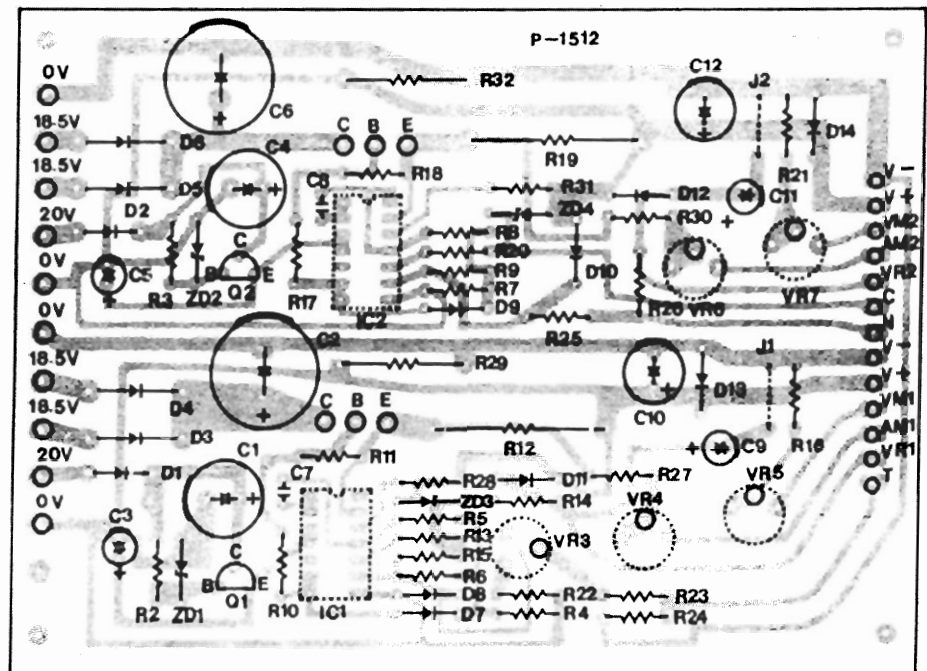 P-1512
0V
C12
J2
R32
C6
18.5V
C B E
D6
C4
R19
D14
18.5V
C8
R18
R21
V -
D5
R31
D12
C11
V +
D2
ZD4
R30
VM2
20V
R8
AM2
R20
0V
C5
C
R9
D10
VR2
B E
R3
ZD2
Q2
R17
R7
R26
VR6
VR7
C
D9
IC2
R25
N
0V
C2
J1
V -
R29
18.5V
D13
V +
D4
C10
18.5V
C B E
VM1
D3
R12
C9
R16
AM1
20V
C1
R11
VR1
D1
C7
R28
D11
R27
VR5
T
0V
ZD3
R14
VR4
C3
R5
R13
VR3
C
R15
B E
R6
R2
ZD1
Q1
R10
IC1
D8
R22
R23
D7
R4
R24